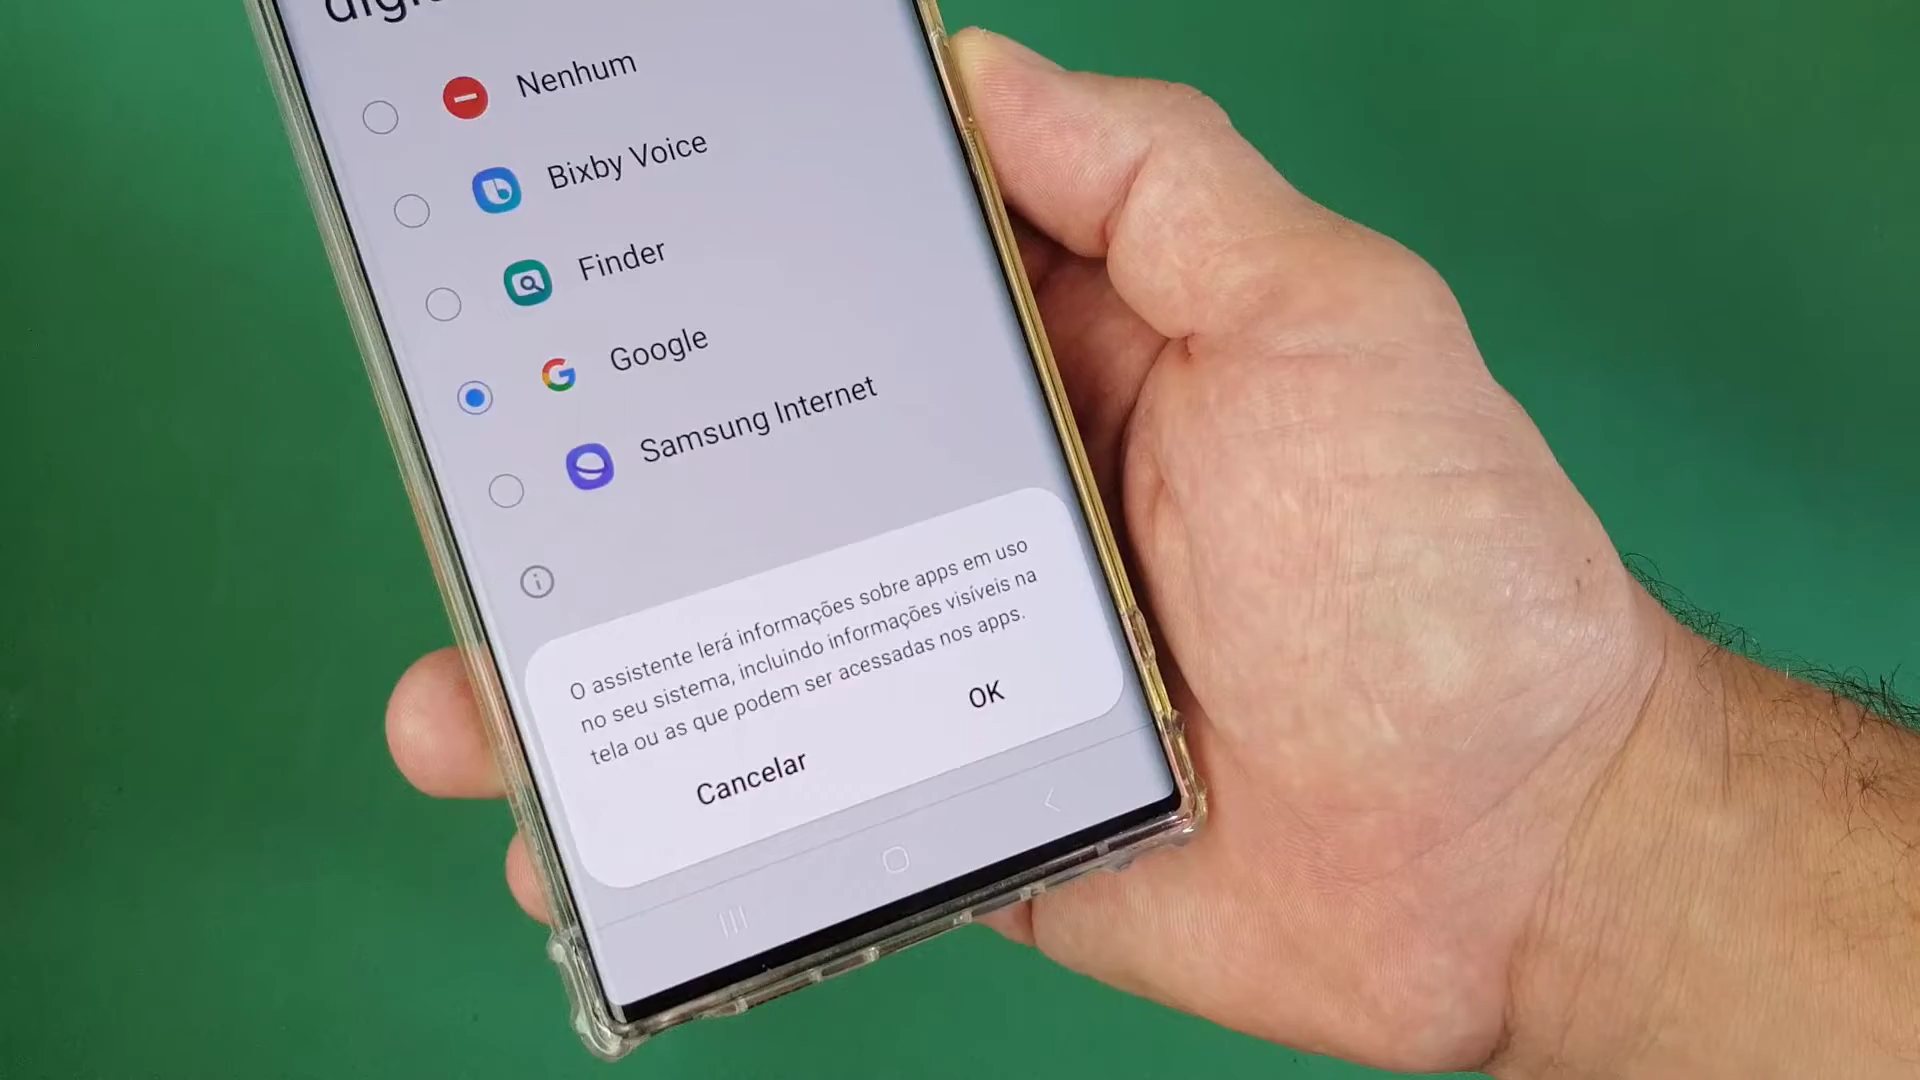 Nenhum
Bixby Voice
Finder
Google
Samsung Internet
O assistente lerá informações sobre apps em uso
no seu sistema, incluindo informações visíveis na
tela ou as que podem ser acessadas nos apps.
Cancelar
OK